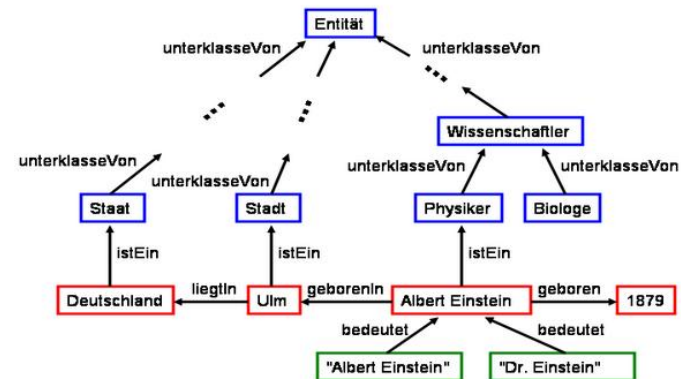 Entität
unterklasseVon
unterklasseVon
Wissenschaftler
unterklasseVon
unterklasseVon
unterklasseVon
unterklasseVon
Staat
Stadt
Physiker
Biologe
istEin
istEin
istEin
Deutschland
liegtIn
Ulm
geborenIn
Albert Einstein
geboren
1879
bedeutet
bedeutet
"Albert Einstein"
"Dr. Einstein"